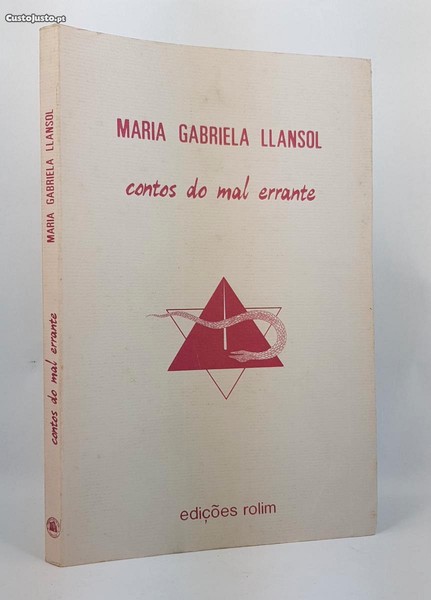 CustoJusto.pt
MARIA GABRIELA LLANSOL
contos do mal errante
edições rolim
MARIA GABRIELA LLANSOL
contos do mal errante